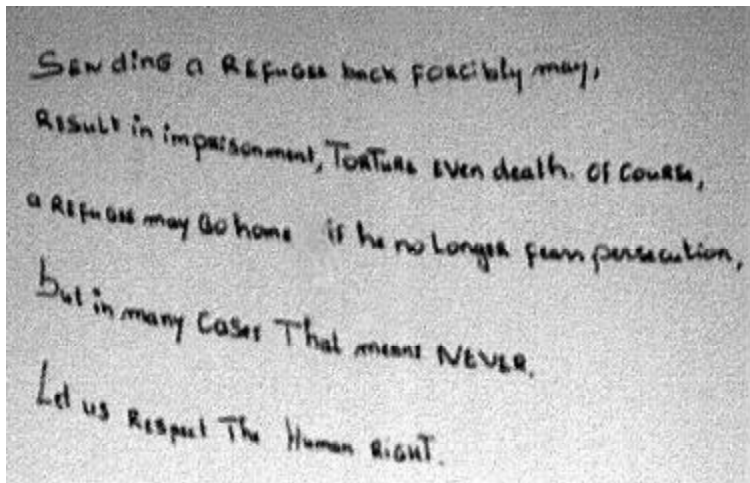 Sending a Refugee back Forcibly may,
Result in imprisonment, Torture even death. Of Course,
a Refugee may Go home if he no Longer fears persecution,
but in many Cases That means NEVER.
Let us Respect The Human RIGHT.